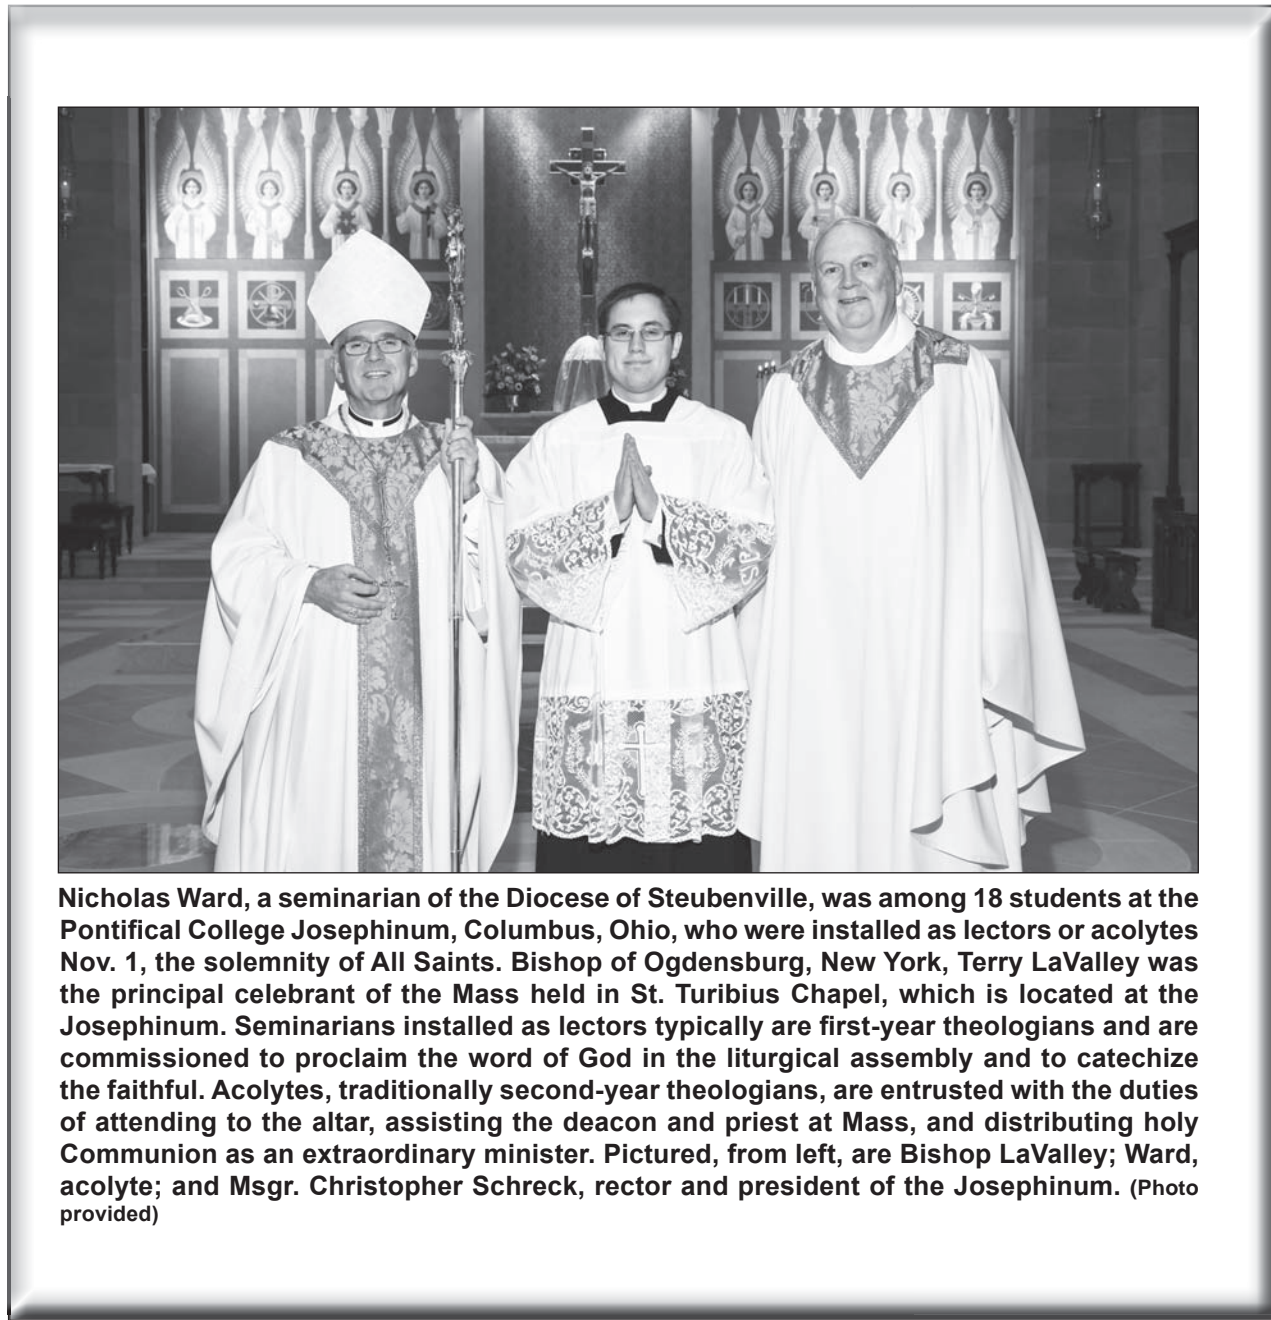 Nicholas Ward, a seminarian of the Diocese of Steubenville, was among 18 students at the
Pontifical College Josephinum, Columbus, Ohio, who were installed as lectors or acolytes
Nov. 1, the solemnity of All Saints. Bishop of Ogdensburg, New York, Terry LaValley was
the principal celebrant of the Mass held in St. Turibius Chapel, which is located at the
Josephinum. Seminarians installed as lectors typically are first-year theologians and are
commissioned to proclaim the word of God in the liturgical assembly and to catechize
the faithful. Acolytes, traditionally second-year theologians, are entrusted with the duties
of attending to the altar, assisting the deacon and priest at Mass, and distributing holy
Communion as an extraordinary minister. Pictured, from left, are Bishop LaValley; Ward,
acolyte; and Msgr. Christopher Schreck, rector and president of the Josephinum. (Photo
provided)